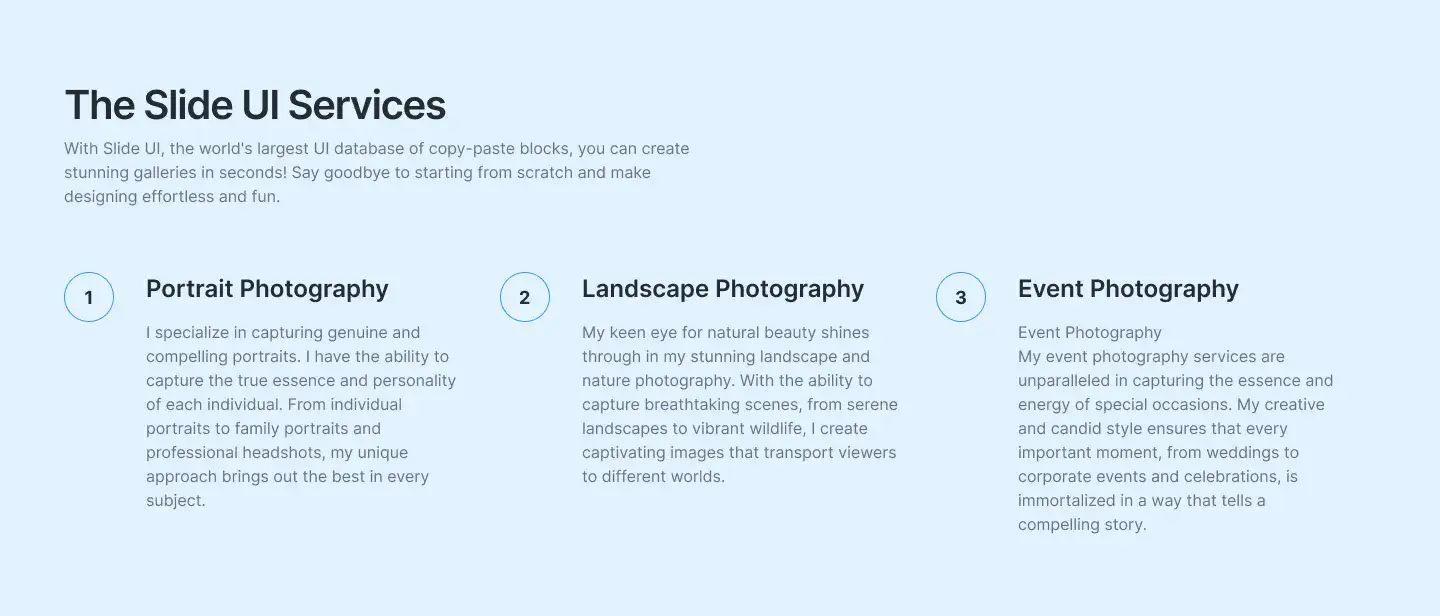 The Slide UI Services
With Slide UI, the world's largest UI database of copy-paste blocks, you can create
stunning galleries in seconds! Say goodbye to starting from scratch and make
designing effortless and fun.
1
Portrait Photography
I specialize in capturing genuine and
compelling portraits. I have the ability to
capture the true essence and personality
of each individual. From individual
portraits to family portraits and
professional headshots, my unique
approach brings out the best in every
subject.
2
Landscape Photography
My keen eye for natural beauty shines
through in my stunning landscape and
nature photography. With the ability to
capture breathtaking scenes, from serene
landscapes to vibrant wildlife, I create
captivating images that transport viewers
to different worlds.
3
Event Photography
Event Photography
My event photography services are
unparalleled in capturing the essence and
energy of special occasions. My creative
and candid style ensures that every
important moment, from weddings to
corporate events and celebrations, is
immortalized in a way that tells a
compelling story.